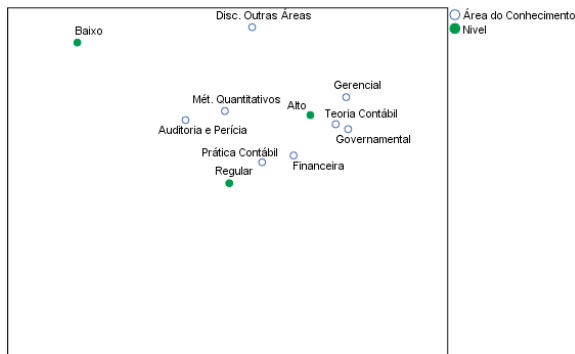 Disc. Outras Áreas
Área do Conhecimento
Nivel
Baixo
Gerencial
Mét. Quantitativos
Alto
Teoria Contábil
Auditoria e Perícia
Governamental
Prática Contábil
Financeira
Regular